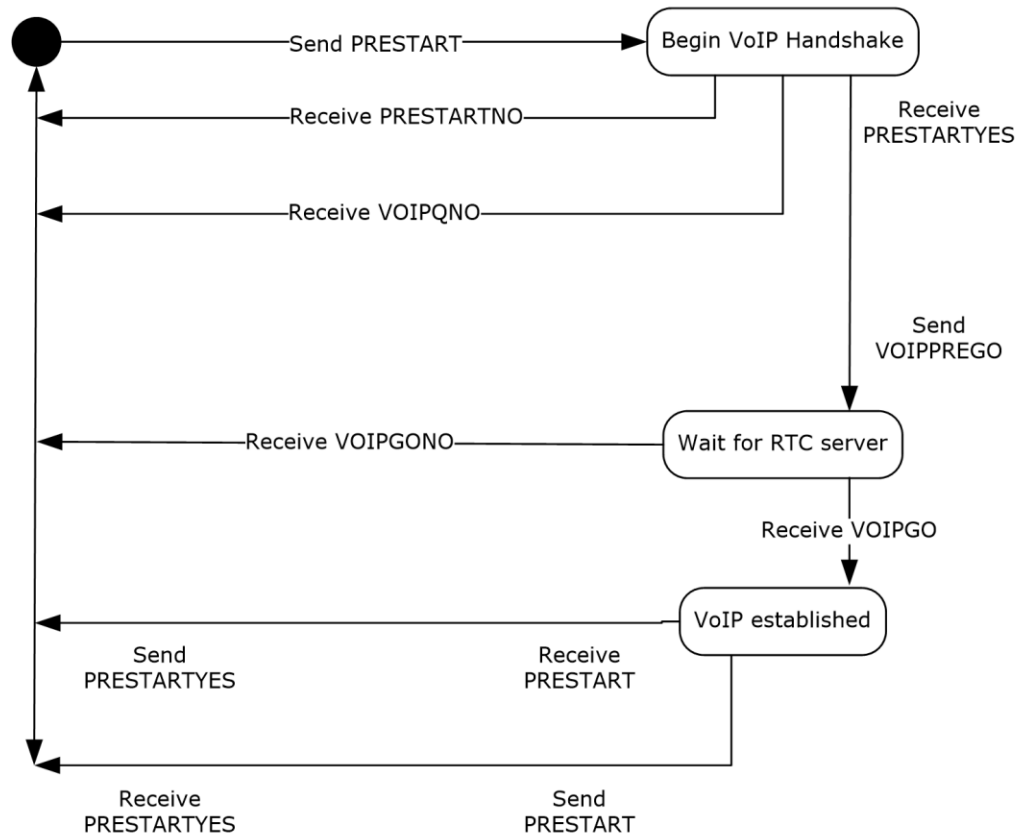 Send PRESTART
Begin VoIP Handshake
Receive PRESTARTNO
Receive
PRESTARTYES
Receive VOIPQNO
Send
VOIPPREGO
Receive VOIPGONO
Wait for RTC server
Receive VOIPGO
VoIP established
Send
PRESTARTYES
Receive
PRESTART
Receive
PRESTARTYES
Send
PRESTART